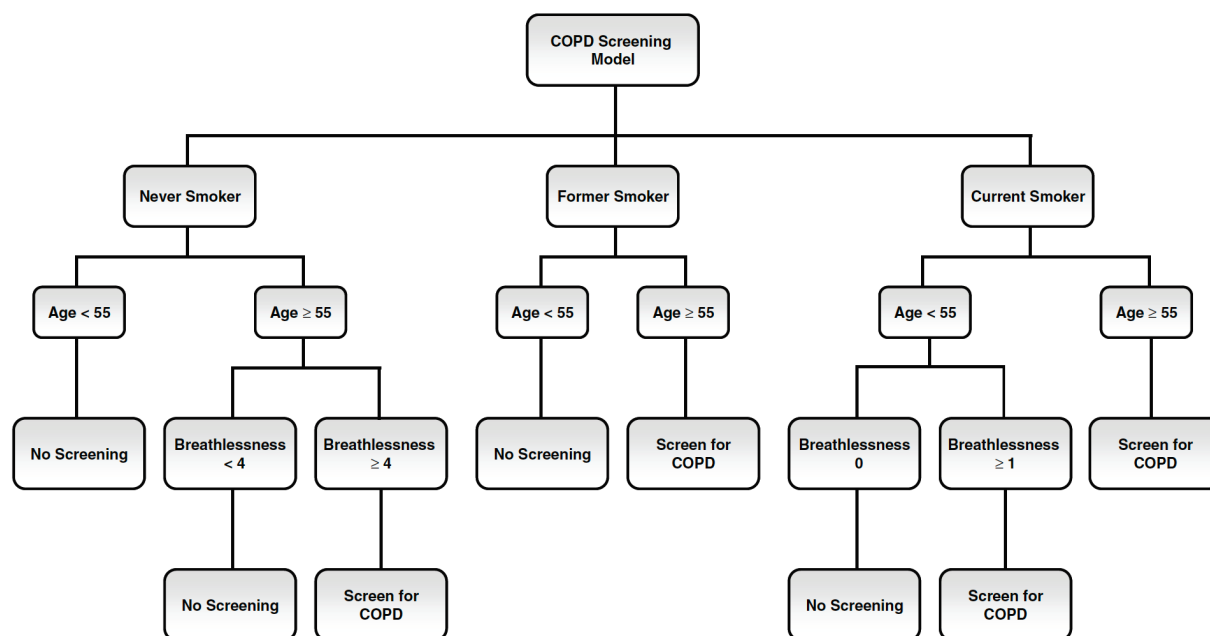 COPD Screening
Model
Never Smoker
Former Smoker
Current Smoker
Age < 55
Age ≥ 55
Age < 55
Age ≥ 55
Age < 55
Age ≥ 55
No Screening
Breathlessness
< 4
Breathlessness
≥ 4
No Screening
Screen for
COPD
Breathlessness
0
Breathlessness
≥ 1
Screen for
COPD
No Screening
Screen for
COPD
No Screening
Screen for
COPD